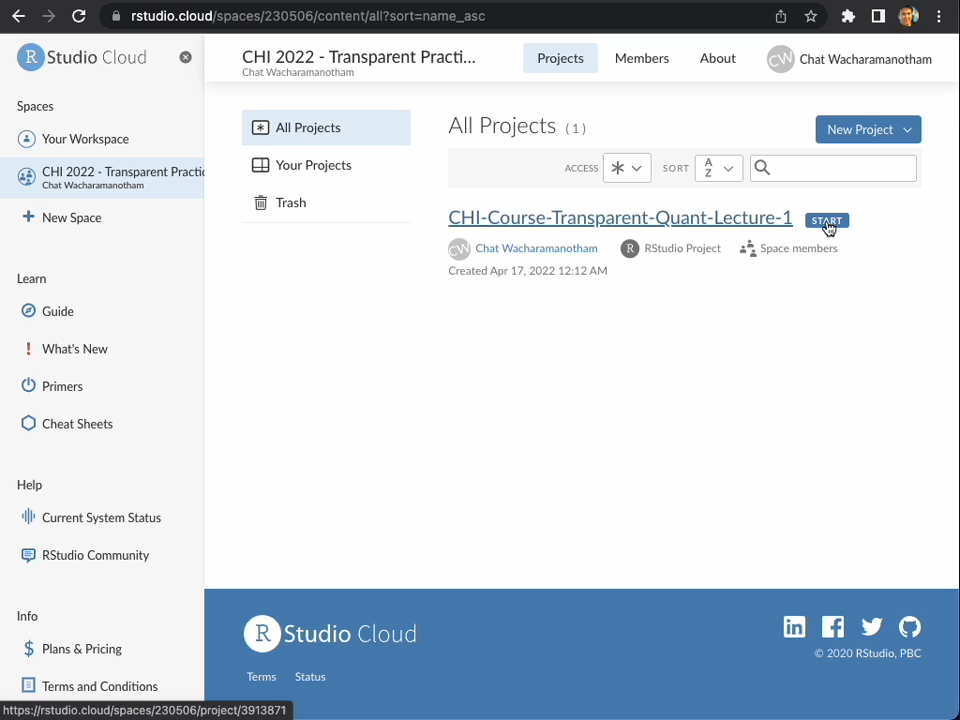 rstudio.cloud/spaces/230506/content/all?sort=name_asc
R Studio Cloud
CHI 2022 - Transparent Practi...
Chat Wacharamanotham
Projects
Members
About
CW Chat Wacharamanotham
Spaces
Your Workspace
CHI 2022 - Transparent Practic
Chat Wacharamanotham
New Space
Learn
Guide
What's New
Primers
Cheat Sheets
Help
Current System Status
RStudio Community
Info
Plans & Pricing
Terms and Conditions
All Projects
Your Projects
Trash
All Projects (1)
New Project
ACCESS
SORT
A
Z
CHI-Course-Transparent-Quant-Lecture-1 START
CW Chat Wacharamanotham R RStudio Project Space members
Created Apr 17, 2022 12:12 AM
R Studio Cloud
Terms Status
© 2020 RStudio, PBC
https://rstudio.cloud/spaces/230506/project/3913871